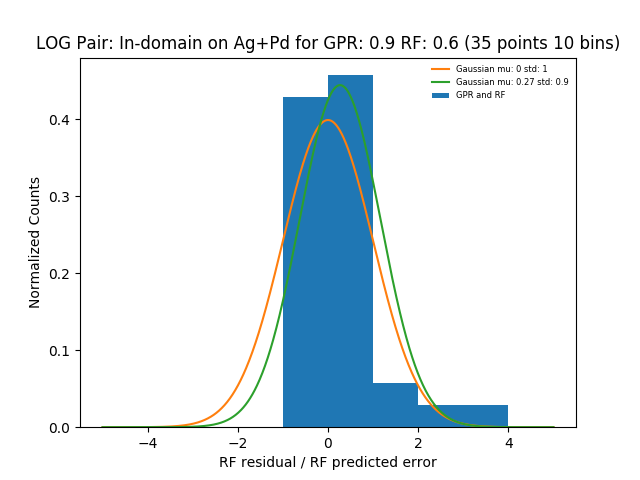 LOG Pair: In-domain on Ag+Pd for GPR: 0.9 RF: 0.6 (35 points 10 bins)
Gaussian mu: 0 std: 1
Gaussian mu: 0.27 std: 0.9
GPR and RF
Normalized Counts
0.4
0.3
0.2
0.1
0.0
−4 −2 0 2 4
RF residual / RF predicted error